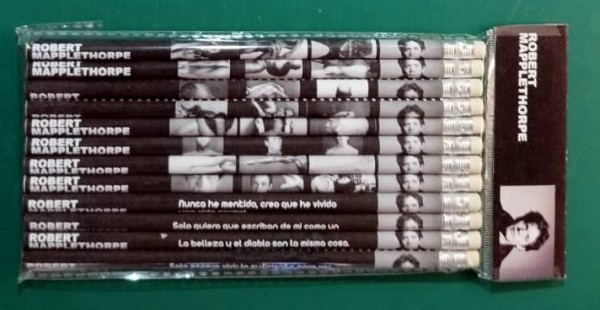 ROBERT
MAPPLETHORPE
ROBERT
MAPPLETHORPE
ROBERT
ROBERT
MAPPLETHORPE
ROBERT
MAPPLETHORPE
ROBERT
MAPPLETHORPE
ROBERT
MAPPLETHORPE
ROBERT
MAPPLETHORPE
Nunca he mentido, creo que he vivido
ROBERT
Solo quiero que escriban de mi como un
ROBERT
MAPPLETHORPE
La belleza y el diablo son la misma cosa.
ROBERT
ROBERT
MAPPLETHORPE